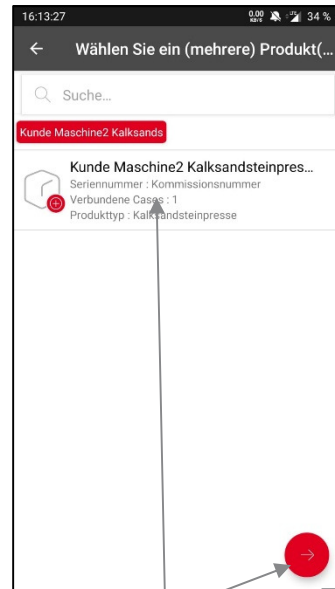 16:13:27 0.00 KB/S LTE 34 %
Wählen Sie ein (mehrere) Produkt(...
Suche...
Kunde Maschine2 Kalksands
Kunde Maschine2 Kalksandsteinpres...
Seriennummer : Kommissionsnummer
Verbundene Cases : 1
Produkttyp : Kalksandsteinpresse